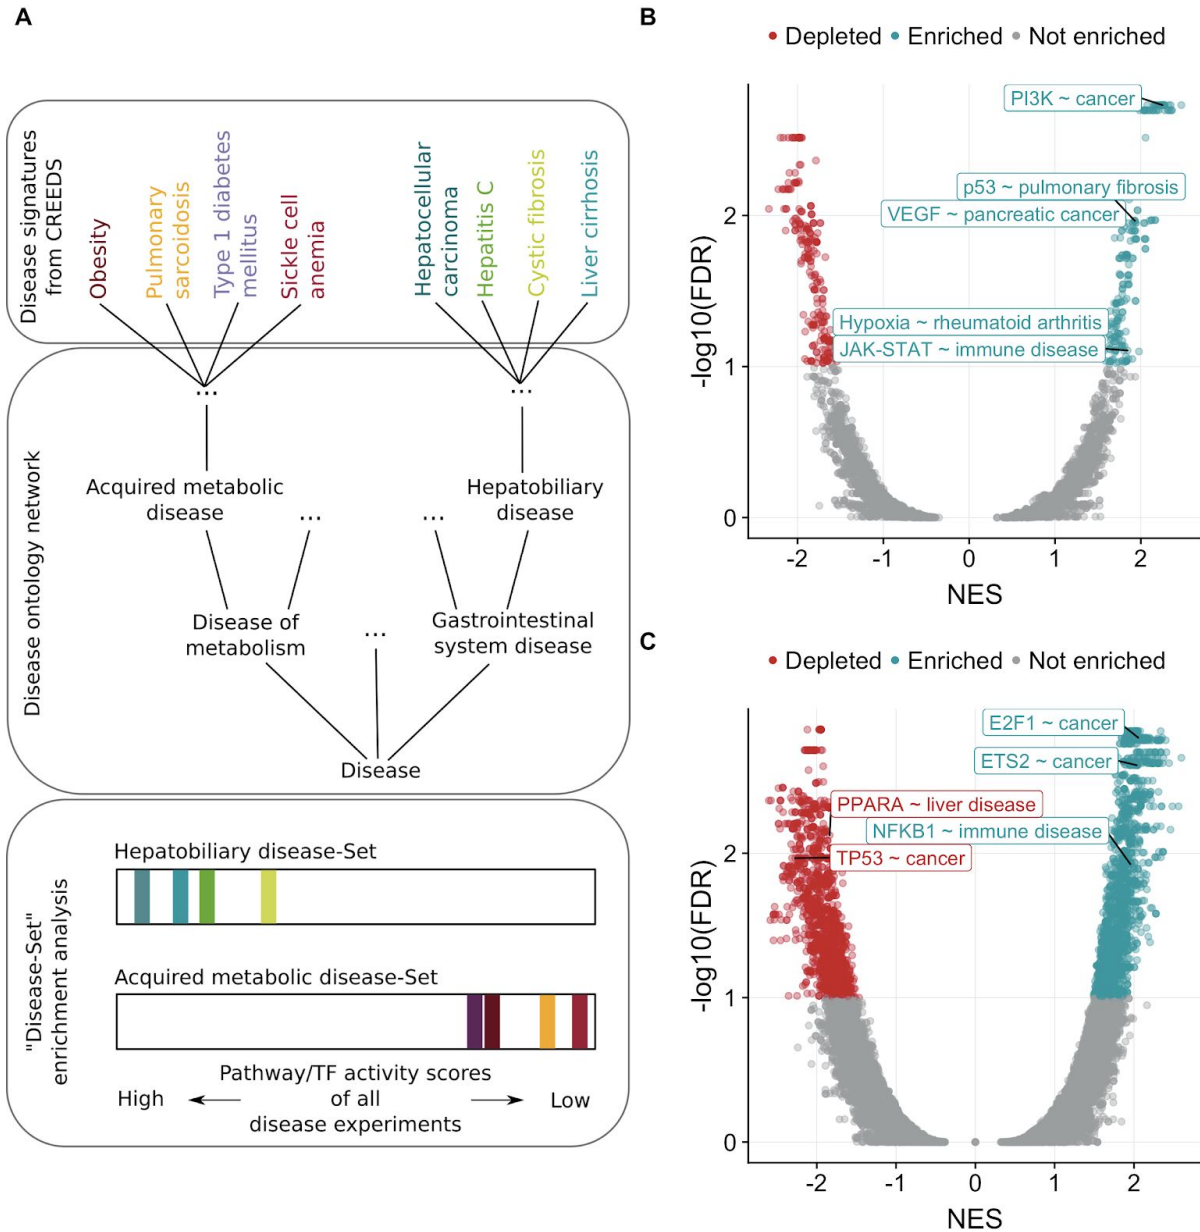 A
Disease signatures
from CREEDS
Obesity
Pulmonary
sarcoidosis
Type 1 diabetes
mellitus
Sickle cell
anemia
Hepatocellular
carcinoma
Hepatitis C
Cystic fibrosis
Liver cirrhosis
Disease ontology network
...
...
Acquired metabolic
disease
...
...
Hepatobiliary
disease
Disease of
metabolism
...
Gastrointestinal
system disease
Disease
"Disease-Set"
enrichment analysis
Hepatobiliary disease-Set
Acquired metabolic disease-Set
High
Pathway/TF activity scores
of all
disease experiments
Low
B
Depleted Enriched Not enriched
PI3K ~ cancer
p53 ~ pulmonary fibrosis
VEGF ~ pancreatic cancer
Hypoxia ~ rheumatoid arthritis
JAK-STAT ~ immune disease
-log10(FDR)
2
1
0
-2 -1 0 1 2
NES
C
Depleted Enriched Not enriched
E2F1 ~ cancer
ETS2 ~ cancer
PPARA ~ liver disease
NFKB1 ~ immune disease
TP53 ~ cancer
-log10(FDR)
2
1
0
-2 -1 0 1 2
NES